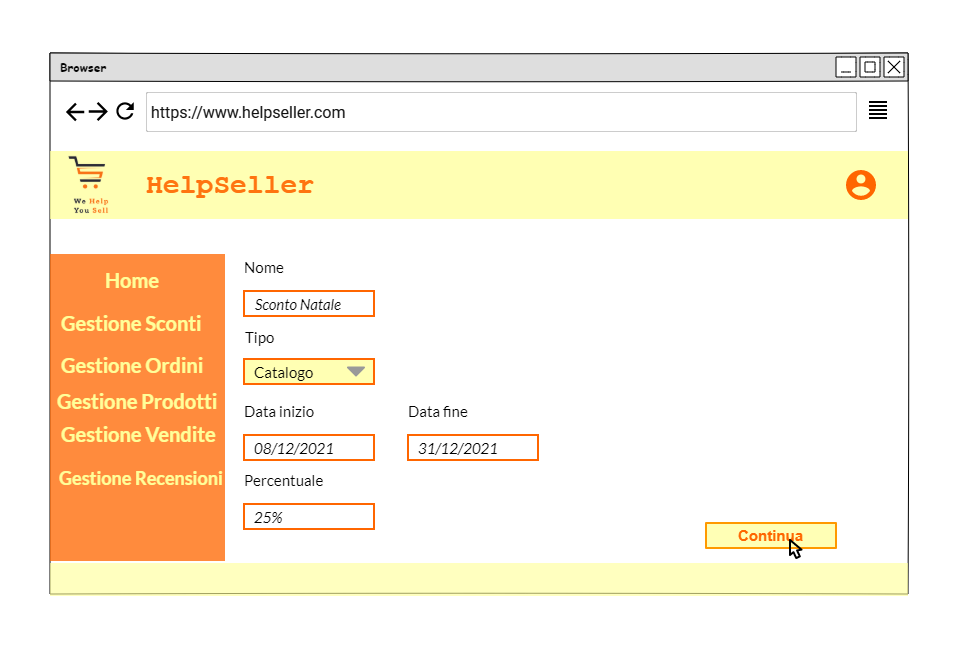 Browser
https://www.helpseller.com
We Help
You Sell
HelpSeller
Home
Gestione Sconti
Gestione Ordini
Gestione Prodotti
Gestione Vendite
Gestione Recensioni
Nome
Sconto Natale
Tipo
Catalogo
Data inizio Data fine
08/12/2021 31/12/2021
Percentuale
25%
Continua